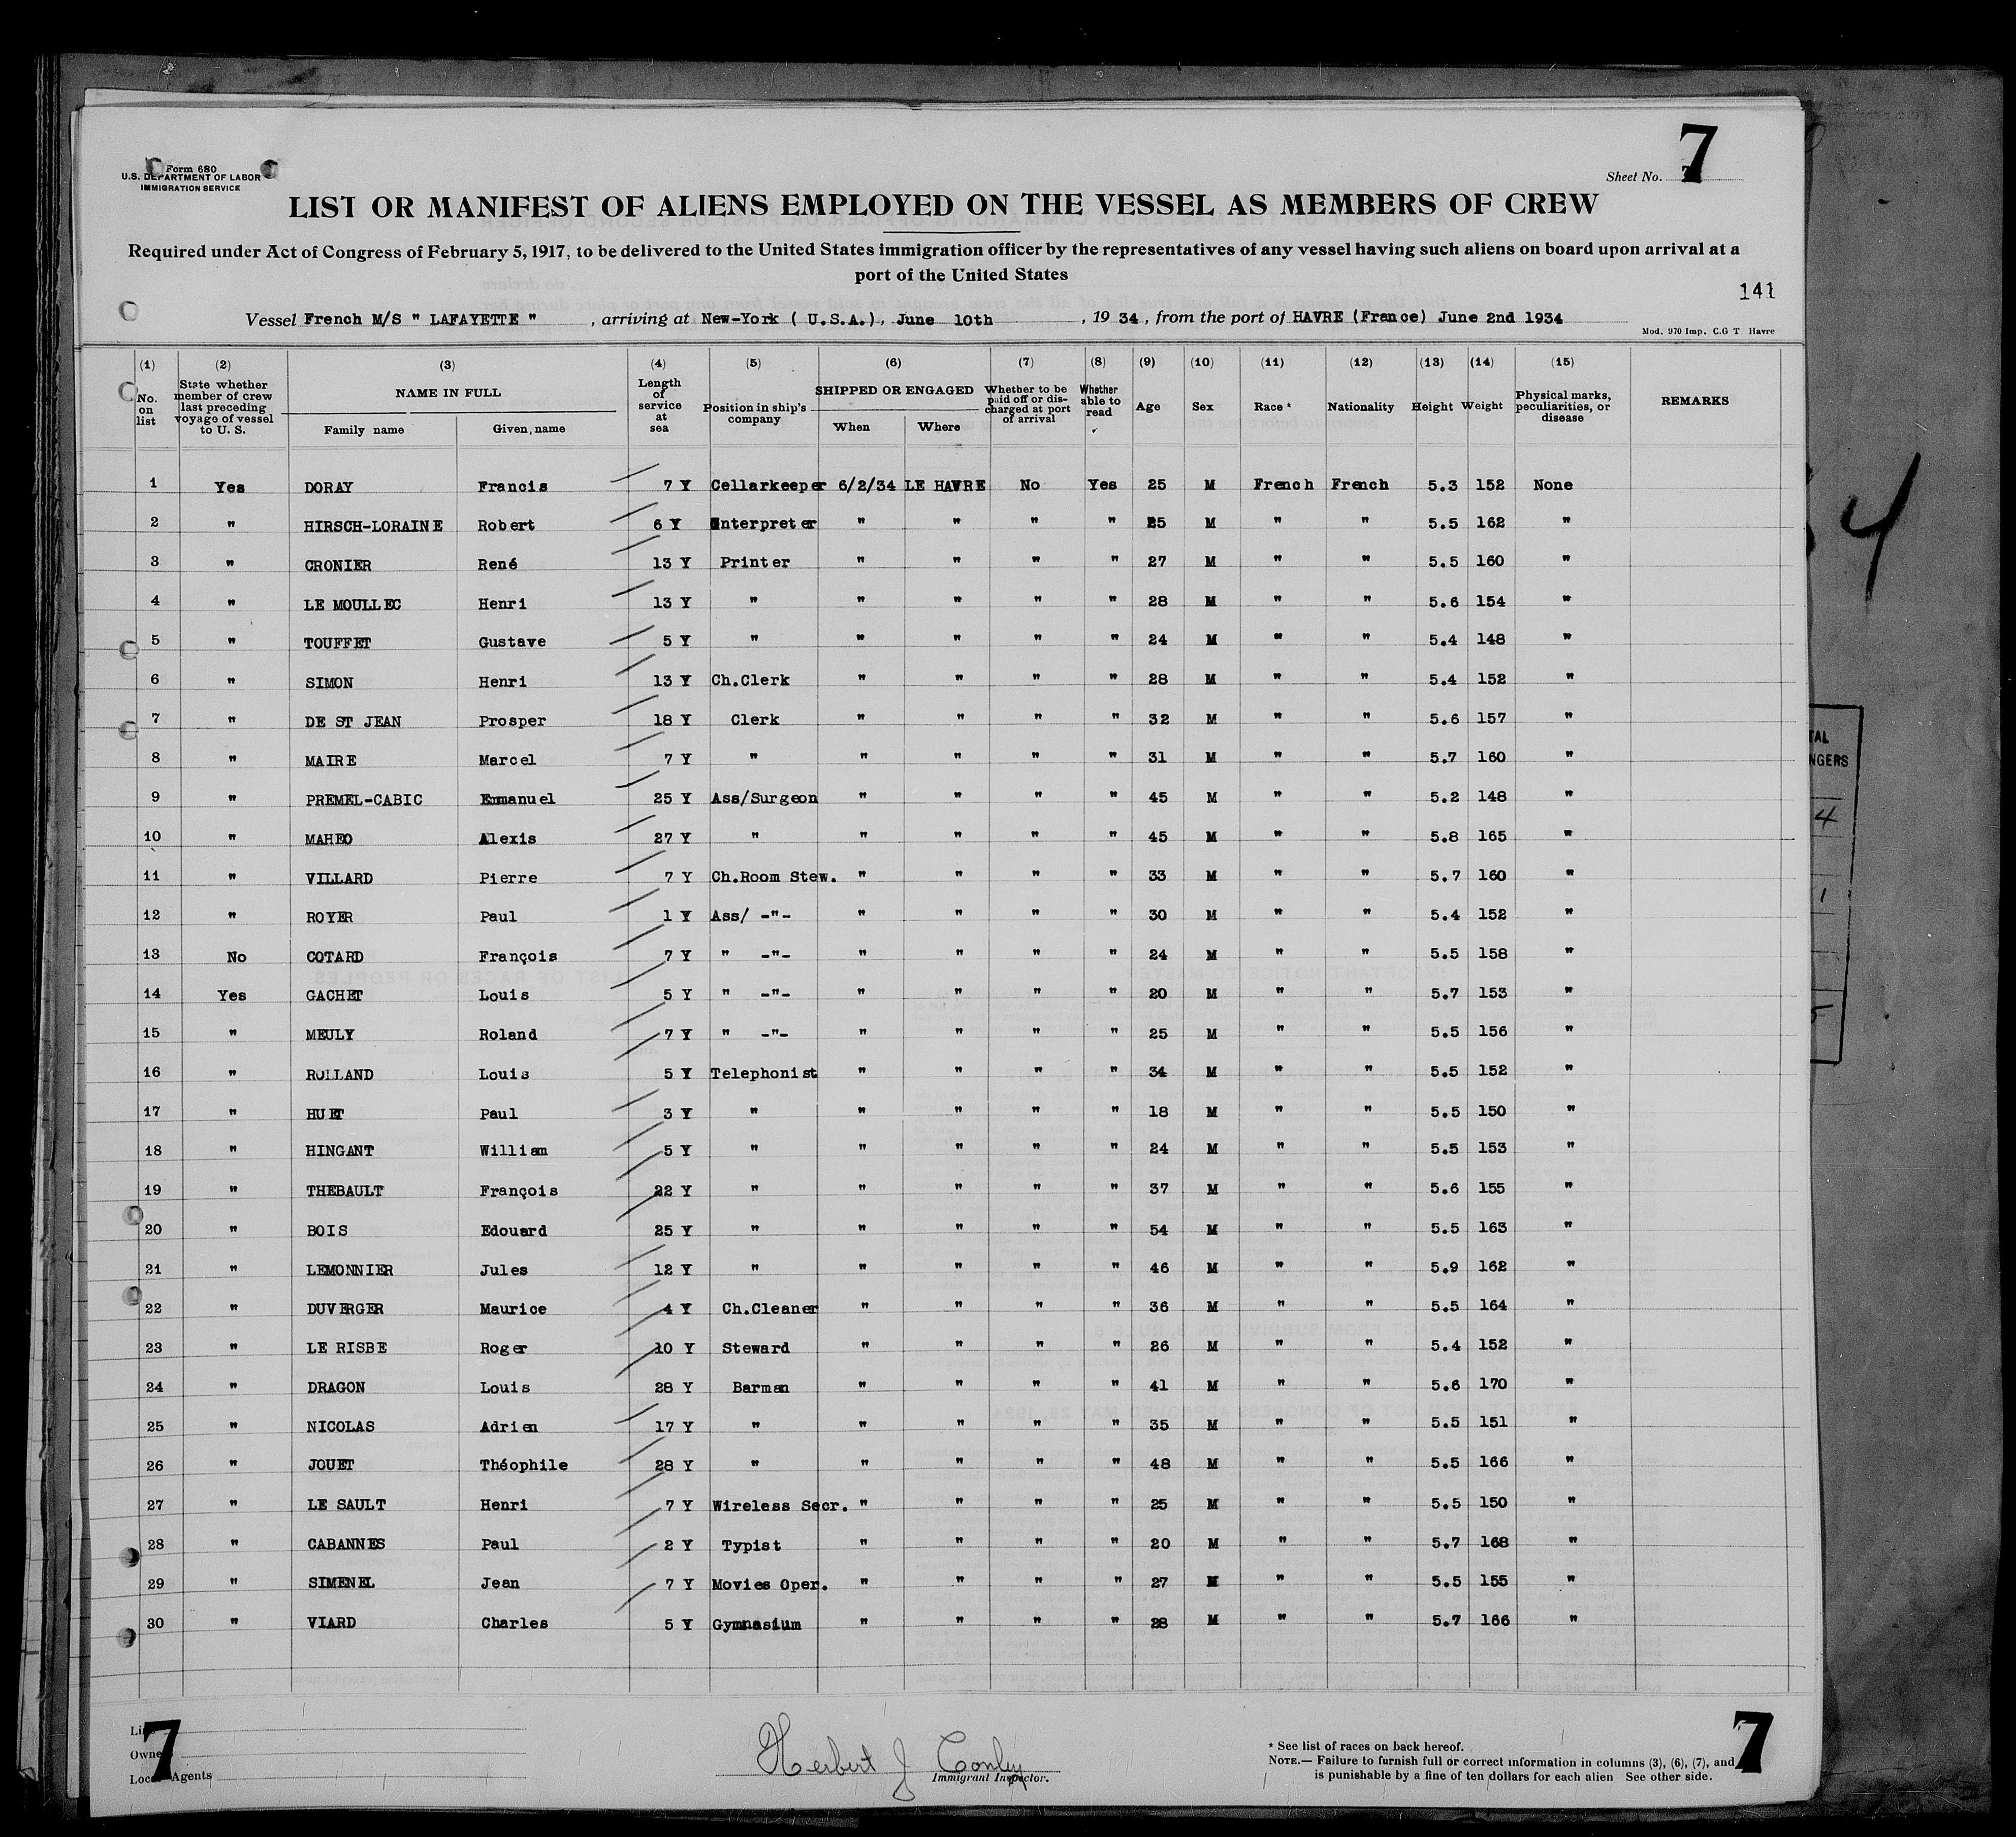 7
Form 680
U.S. DEPARTMENT OF LABOR
IMMIGRATION SERVICE
Sheet No.
LIST OR MANIFEST OF ALIENS EMPLOYED ON THE VESSEL AS MEMBERS OF CREW
Required under Act of Congress of February 5, 1917, to be delivered to the United States immigration officer by the representatives of any vessel having such aliens on board upon arrival at a
port of the United States
141
Vessel French M/S " LAFAYETTE " , arriving at New-York ( U.S.A.), June 10th , 19 34 , from the port of HAVRE (France) June 2nd 1934
Mod. 970 Imp. C.G T Havre
(1) (2) (3) (4) (5) (6) (7) (8) (9) (10) (11) (12) (13) (14) (15)
No. on list State whether member of crew last preceding voyage of vessel to U. S. NAME IN FULL Family name Given name Length of service at sea Position in ship's company SHIPPED OR ENGAGED When Where Whether to be paid off or discharged at port of arrival Whether able to read Age Sex Race * Nationality Height Weight Physical marks, peculiarities, or disease REMARKS
1 Yes DORAY Francis 7 Y Cellarkeeper 6/2/34 LE HAVRE No Yes 25 M French French 5.3 152 None
2 " HIRSCH-LORAINE Robert 6 Y Interpreter " " " " 25 M " " 5.5 162 "
3 " CRONIER René 13 Y Printer " " " " 27 M " " 5.5 160 "
4 " LE MOULLEC Henri 13 Y " " " " " 28 M " " 5.6 154 "
5 " TOUFFET Gustave 5 Y " " " " " 24 M " " 5.4 148 "
6 " SIMON Henri 13 Y Ch.Clerk " " " " 28 M " " 5.4 152 "
7 " DE ST JEAN Prosper 18 Y Clerk " " " " 32 M " " 5.6 157 "
8 " MAIRE Marcel 7 Y " " " " " 31 M " " 5.7 160 "
9 " PREMEL-CABIC Emmanuel 25 Y Ass/Surgeon " " " " 45 M " " 5.2 148 "
10 " MAHEO Alexis 27 Y " " " " " 45 M " " 5.8 165 "
11 " VILLARD Pierre 7 Y Ch.Room Stew. " " " " 33 M " " 5.7 160 "
12 " ROYER Paul 1 Y Ass/ -"- " " " " 30 M " " 5.4 152 "
13 No COTARD François 7 Y " -"- " " " " 24 M " " 5.5 158 "
14 Yes GACHET Louis 5 Y " -"- " " " " 20 M " " 5.7 153 "
15 " MEULY Roland 7 Y " -"- " " " " 25 M " " 5.5 156 "
16 " ROLLAND Louis 5 Y Telephonist " " " " 34 M " " 5.5 152 "
17 " HUET Paul 3 Y " " " " " 18 M " " 5.5 150 "
18 " HINGANT William 5 Y " " " " " 24 M " " 5.5 153 "
19 " THEBAULT François 22 Y " " " " " 37 M " " 5.6 155 "
20 " BOIS Edouard 25 Y " " " " " 54 M " " 5.5 163 "
21 " LEMONNIER Jules 12 Y " " " " " 46 M " " 5.9 162 "
22 " DUVERGER Maurice 4 Y Ch.Cleaner " " " " 36 M " " 5.5 164 "
23 " LE RISBE Roger 10 Y Steward " " " " 26 M " " 5.4 152 "
24 " DRAGON Louis 28 Y Barman " " " " 41 M " " 5.6 170 "
25 " NICOLAS Adrien 17 Y " " " " " 35 M " " 5.5 151 "
26 " JOUET Théophile 28 Y " " " " " 48 M " " 5.5 166 "
27 " LE SAULT Henri 7 Y Wireless Secr. " " " " 25 M " " 5.5 150 "
28 " CABANNES Paul 2 Y Typist " " " " 20 M " " 5.7 168 "
29 " SIMENEL Jean 7 Y Movies Oper. " " " " 27 M " " 5.5 155 "
30 " VIARD Charles 5 Y Gymnasium " " " " 28 M " " 5.7 166 "
Line
Owners
Local Agents
7
Herbert J Conley
Immigrant Inspector.
* See list of races on back hereof.
NOTE.— Failure to furnish full or correct information in columns (3), (6), (7), and
is punishable by a fine of ten dollars for each alien See other side.
7